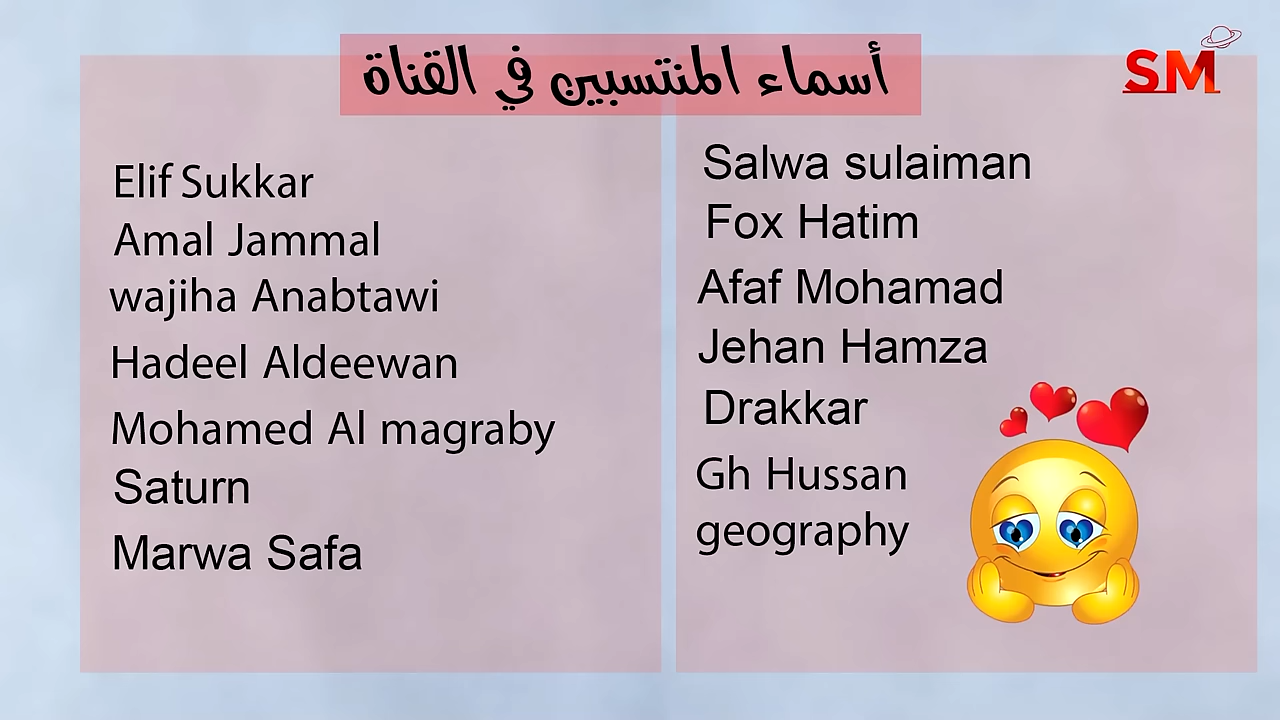 أسماء المنتسبين في القناة
SM
Elif Sukkar
Amal Jammal
wajiha Anabtawi
Hadeel Aldeewan
Mohamed Al magraby
Saturn
Marwa Safa
Salwa sulaiman
Fox Hatim
Afaf Mohamad
Jehan Hamza
Drakkar
Gh Hussan
geography